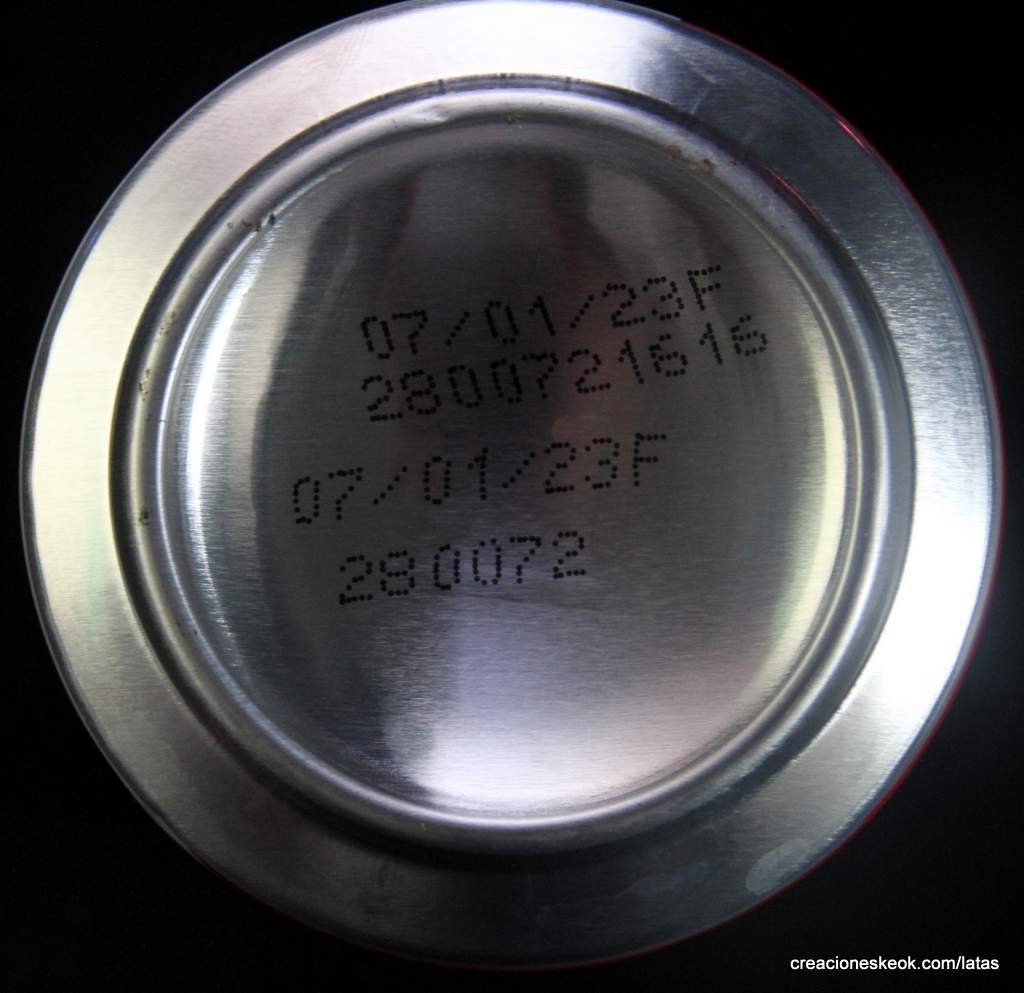 07/01/23F
2800721616
07/01/23F
280072
creacioneskeok.com/latas